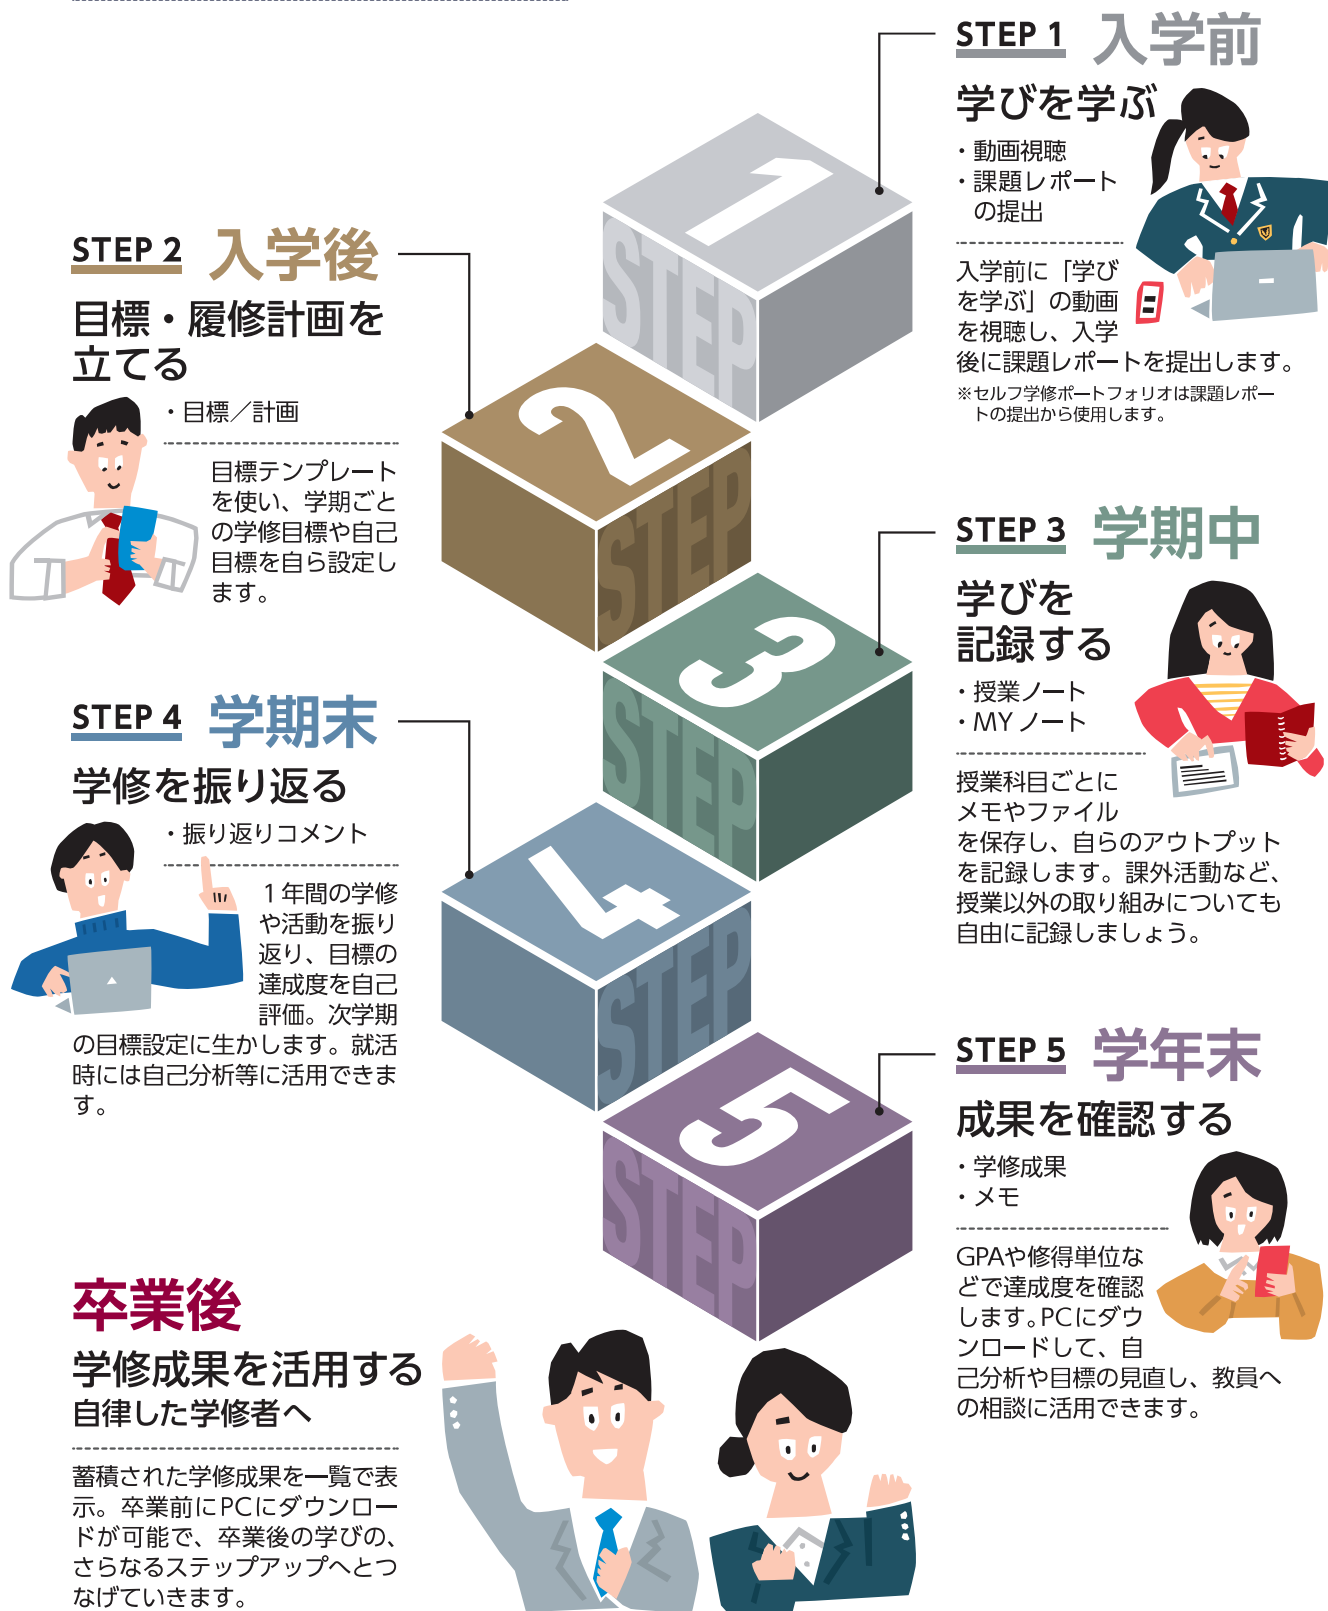 STEP 1 入学前
学びを学ぶ
・動画視聴
・課題レポート
の提出
入学前に「学び
を学ぶ」の動画
を視聴し、入学
後に課題レポートを提出します。
※セルフ学修ポートフォリオは課題レポー
トの提出から使用します。
1
STEP
STEP 2 入学後
目標・履修計画を
立てる
・目標／計画
目標テンプレート
を使い、学期ごと
の学修目標や自己
目標を自ら設定し
ます。
2
STEP
STEP 3 学期中
学びを
記録する
・授業ノート
・MYノート
授業科目ごとに
メモやファイル
を保存し、自らのアウトプット
を記録します。課外活動など、
授業以外の取り組みについても
自由に記録しましょう。
3
STEP
STEP 4 学期末
学修を振り返る
・振り返りコメント
1年間の学修
や活動を振り
返り、目標の
達成度を自己
評価。次学期
の目標設定に生かします。就活
時には自己分析等に活用できま
す。
4
STEP
STEP 5 学年末
成果を確認する
・学修成果
・メモ
GPAや修得単位な
どで達成度を確認
します。PCにダウ
ンロードして、自
己分析や目標の見直し、教員へ
の相談に活用できます。
5
STEP
卒業後
学修成果を活用する
自律した学修者へ
蓄積された学修成果を一覧で表
示。卒業前にPCにダウンロー
ドが可能で、卒業後の学びの、
さらなるステップアップへとつ
なげていきます。